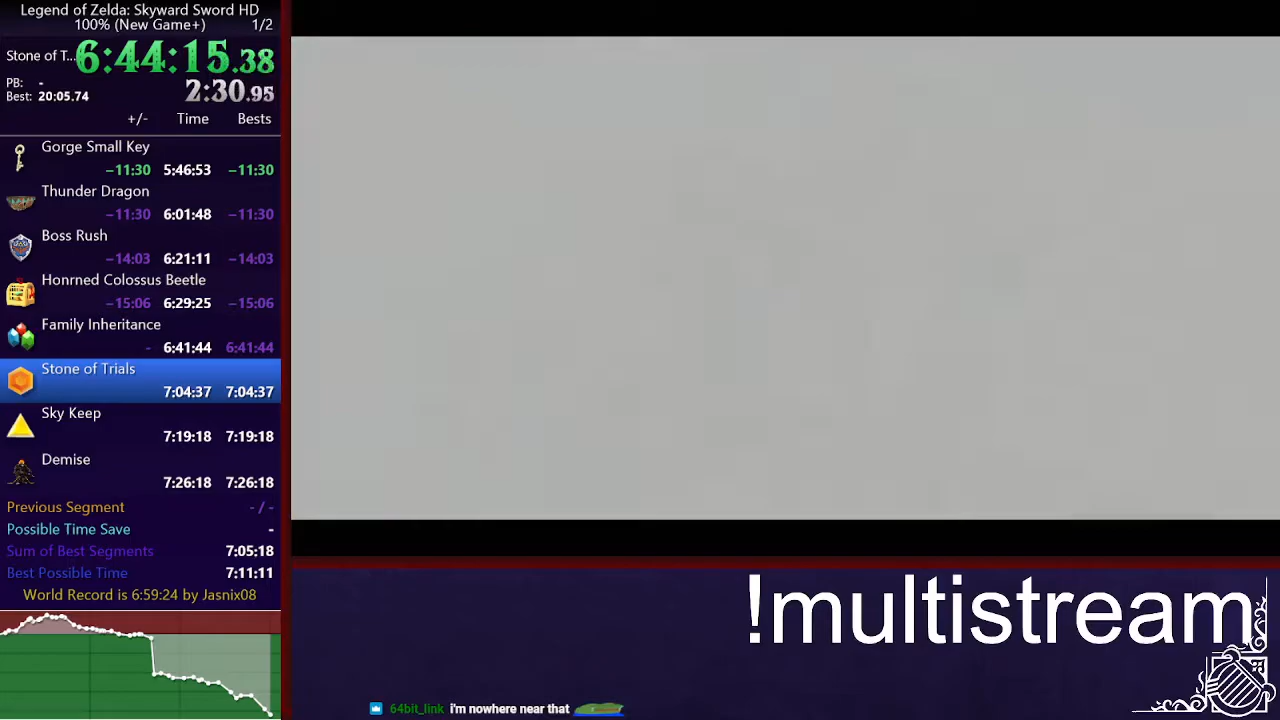 Legend of Zelda: Skyward Sword HD
100% (New Game+) 1/2
Stone of T... 6:44:15.38
PB: -
Best: 20:05.74 2:30.95
+/- Time Bests
Gorge Small Key
−11:30 5:46:53 −11:30
Thunder Dragon
−11:30 6:01:48 −11:30
Boss Rush
−14:03 6:21:11 −14:03
Honrned Colossus Beetle
−15:06 6:29:25 −15:06
Family Inheritance
- 6:41:44 6:41:44
Stone of Trials
7:04:37 7:04:37
Sky Keep
7:19:18 7:19:18
Demise
7:26:18 7:26:18
Previous Segment - / -
Possible Time Save -
Sum of Best Segments 7:05:18
Best Possible Time 7:11:11
World Record is 6:59:24 by Jasnix08
!multistream
64bit_link i'm nowhere near that